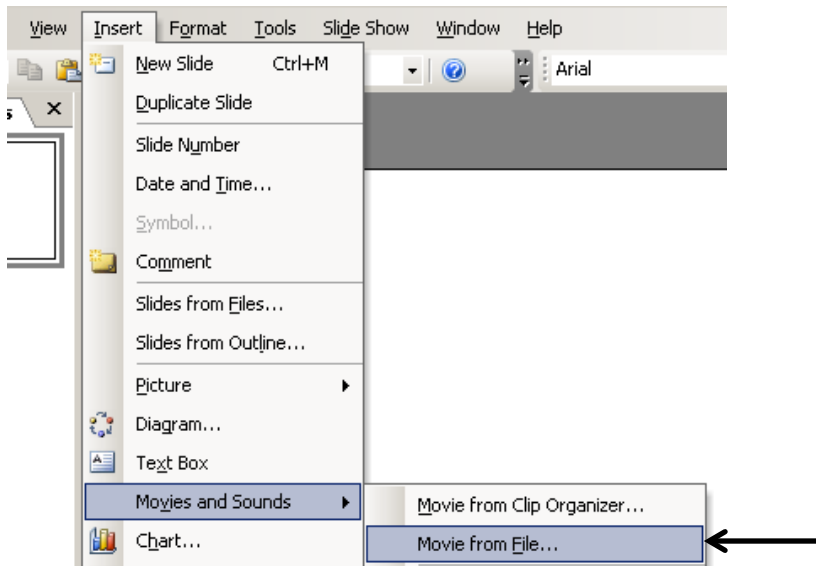 View Insert Format Tools Slide Show Window Help
Arial
New Slide Ctrl+M
Duplicate Slide
Slide Number
Date and Time...
Symbol...
Comment
Slides from Files...
Slides from Outline...
Picture
Diagram...
Text Box
Movies and Sounds
Movie from Clip Organizer...
Chart...
Movie from File...